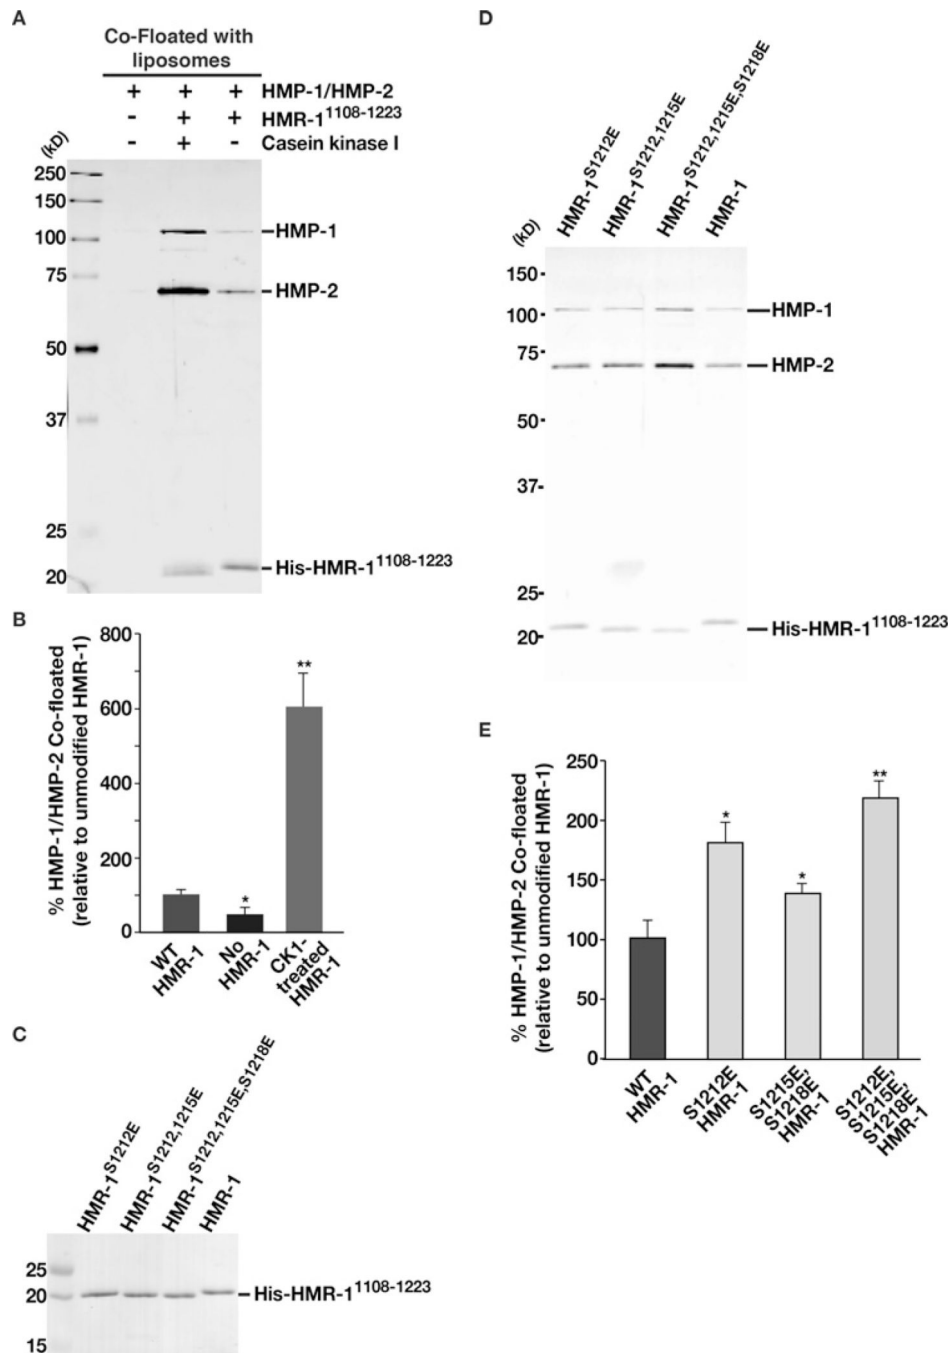 A
Co-Floated with
liposomes
+ + + HMP-1/HMP-2
- + + HMR-1 1108-1223
- + - Casein kinase I
(kD)
250
150
100
75
50
37
25
20
HMP-1
HMP-2
His-HMR-1 1108-1223
B
% HMP-1/HMP-2 Co-floated
(relative to unmodified HMR-1)
800
600
400
200
0
*
**
WT
HMR-1
No
HMR-1
CK1-
treated
HMR-1
C
HMR-1 S1212E
HMR-1 S1212,1215E
HMR-1 S1212,1215E,S1218E
HMR-1
25
20
15
His-HMR-1 1108-1223
D
(kD)
HMR-1 S1212E
HMR-1 S1212,1215E
HMR-1 S1212,1215E,S1218E
HMR-1
150-
100-
75-
50-
37-
25-
20-
HMP-1
HMP-2
His-HMR-1 1108-1223
E
% HMP-1/HMP-2 Co-floated
(relative to unmodified HMR-1)
250
200
150
100
50
0
*
*
**
WT
HMR-1
S1212E
HMR-1
S1215E,
S1218E
HMR-1
S1212E,
S1215E,
S1218E
HMR-1